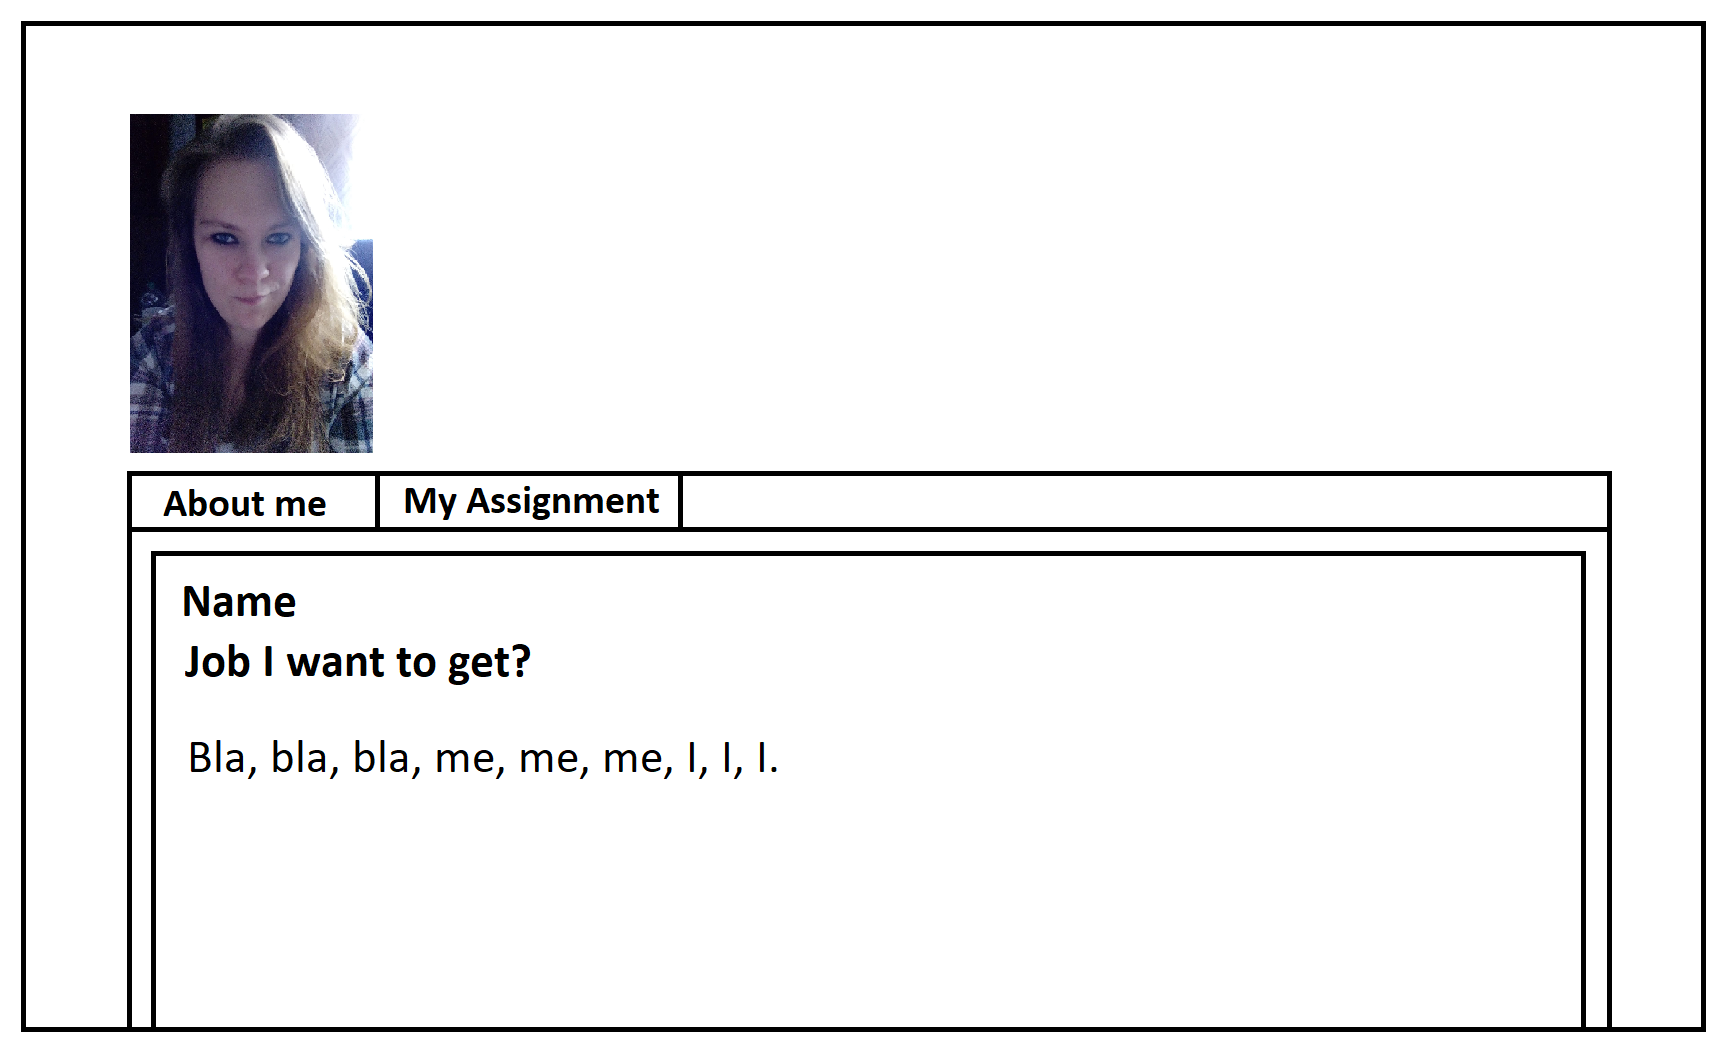 About me
My Assignment
Name
Job I want to get?
Bla, bla, bla, me, me, me, I, I, I.